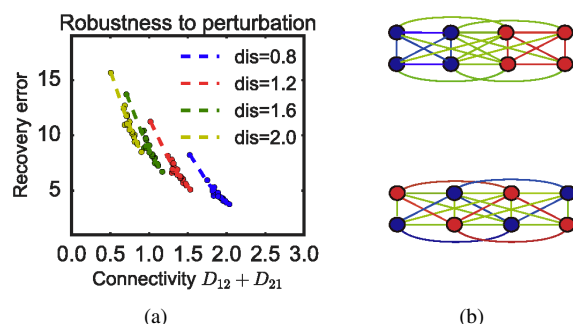 (a)
Robustness to perturbation
dis=0.8
dis=1.2
dis=1.6
dis=2.0
Recovery error
15
10
5
0.0 0.5 1.0 1.5 2.0 2.5 3.0
Connectivity D₁₂ + D₂₁
(a)
(b)